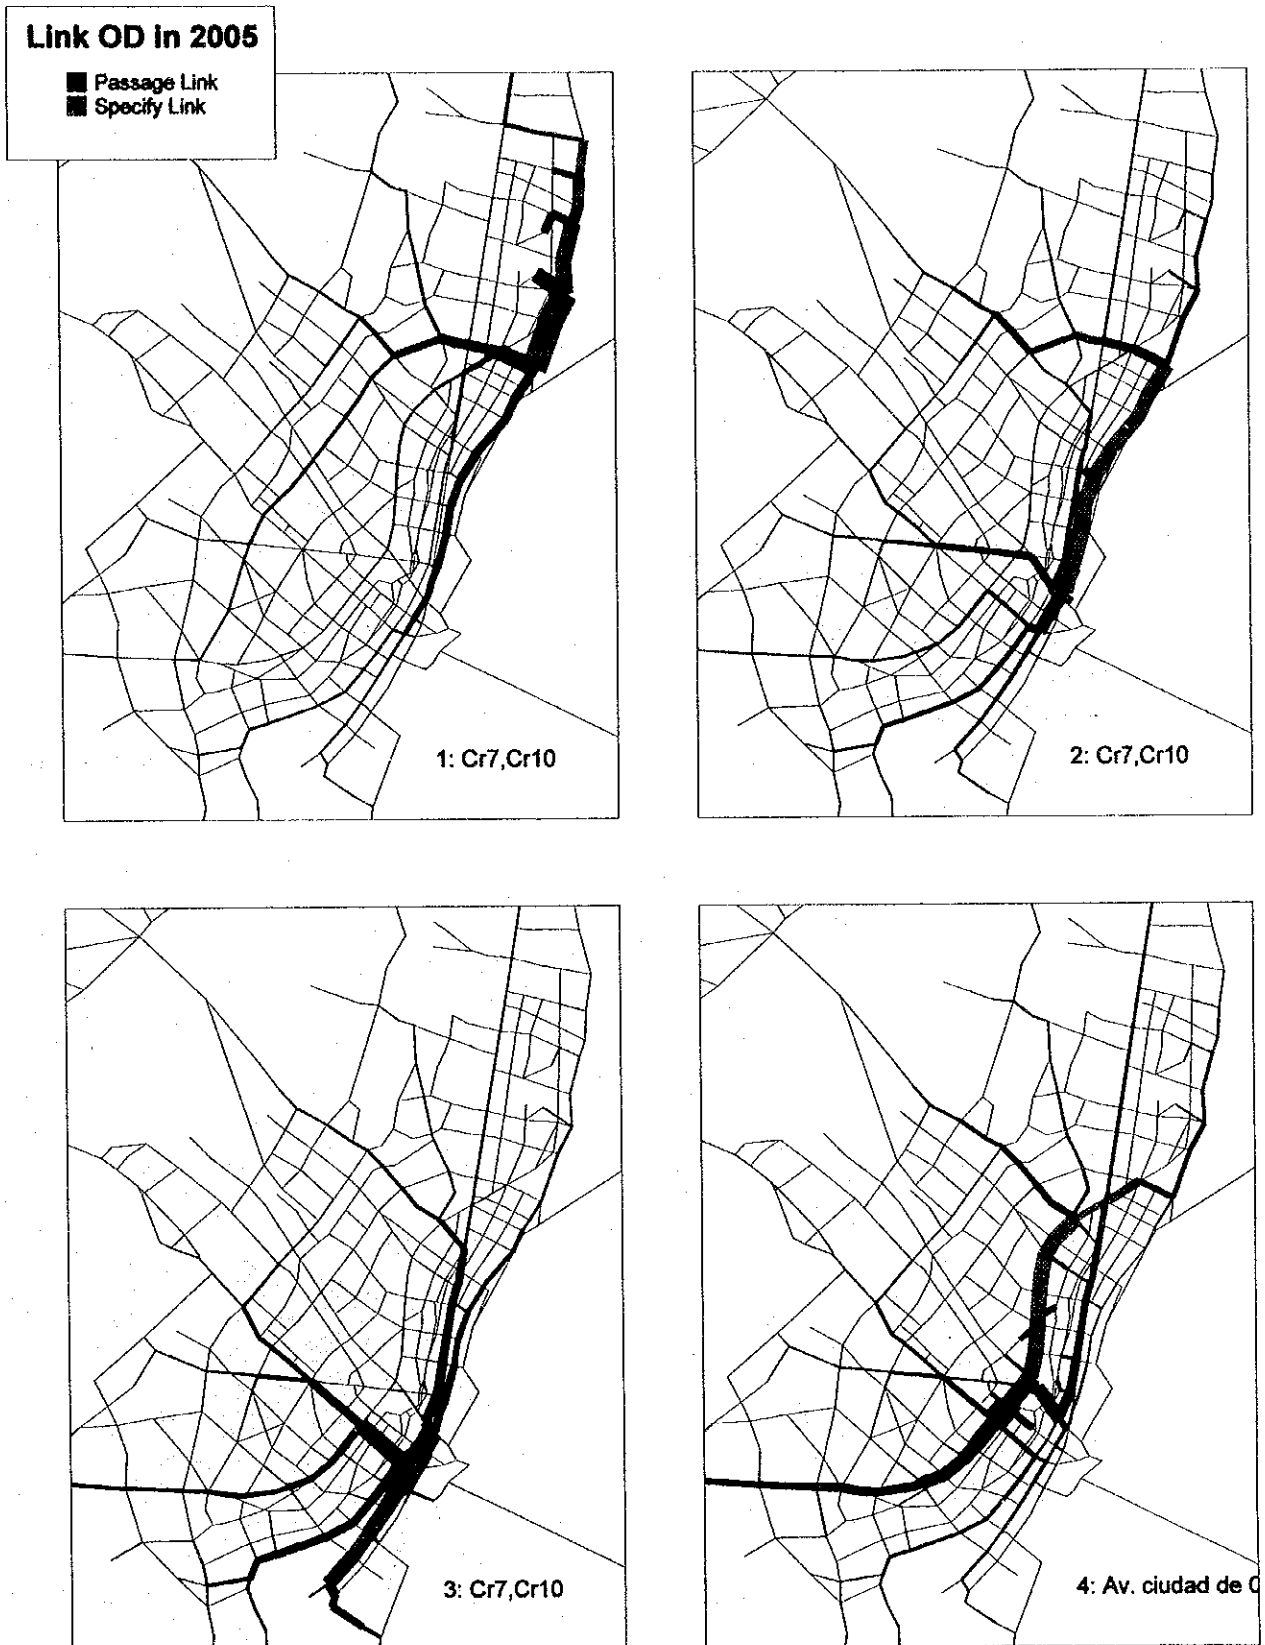 Link OD in 2005
Passage Link
Specify Link
1: Cr7,Cr10
2: Cr7,Cr10
3: Cr7,Cr10
4: Av. ciudad de